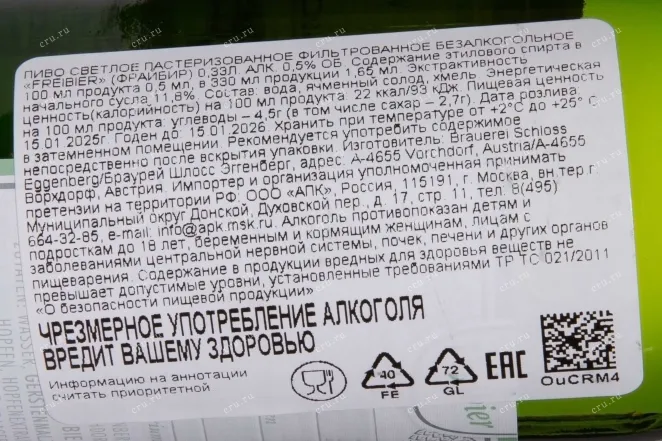 ПИВО СВЕТЛОЕ ПАСТЕРИЗОВАННОЕ ФИЛЬТРОВАННОЕ БЕЗАЛКОГОЛЬНОЕ
«FREIBIER» (ФРАЙБИР) 0,33Л. АЛК. 0,5% ОБ. Содержание этилового спирта в
100 мл продукта 0,5 мл, в 330 мл продукции 1,65 мл. Экстрактивность
начального сусла 11,8% Состав: вода, ячменный солод, хмель. Энергетическая
ценность(калорийность) на 100 мл продукта 22 ккал/93 кДж. Пищевая ценность
на 100 мл продукта: углеводы – 4,5г (в том числе сахар – 2,7г). Дата розлива
15.01.2025г. Годен до: 15.01.2026. Хранить при температуре от +2°С до +25° С
в затемненном помещении. Рекомендуется употребить содержимое
непосредственно после вскрытия упаковки. Изготовитель: Brauerei Schloss
Eggenberg/Браурей Шлосс Эггенберг, адрес: A-4655 Vorchdorf, Austria/А-4655
Ворхдорф, Австрия. Импортер и организация уполномоченная принимать
претензии на территории РФ: ООО «АПК», Россия, 115191, г. Москва, вн.тер г.
Муниципальный округ Донской, Духовской пер., д. 17, стр. 11, тел. 8(495)
664-32-85, e-mail: info@apk.msk.ru. Алкоголь противопоказан детям и
подросткам до 18 лет, беременным и кормящим женщинам, лицам с
заболеваниями центральной нервной системы, почек, печени и других органов
пищеварения. Содержание в продукции вредных для здоровья веществ не
превышает допустимые уровни, установленные требованиями ТР ТС 021/2011
«О безопасности пищевой продукции»
ЧРЕЗМЕРНОЕ УПОТРЕБЛЕНИЕ АЛКОГОЛЯ
ВРЕДИТ ВАШЕМУ ЗДОРОВЬЮ
Информацию на аннотации
считать приоритетной
40
FE
72
GL
EAC
OuCRM4